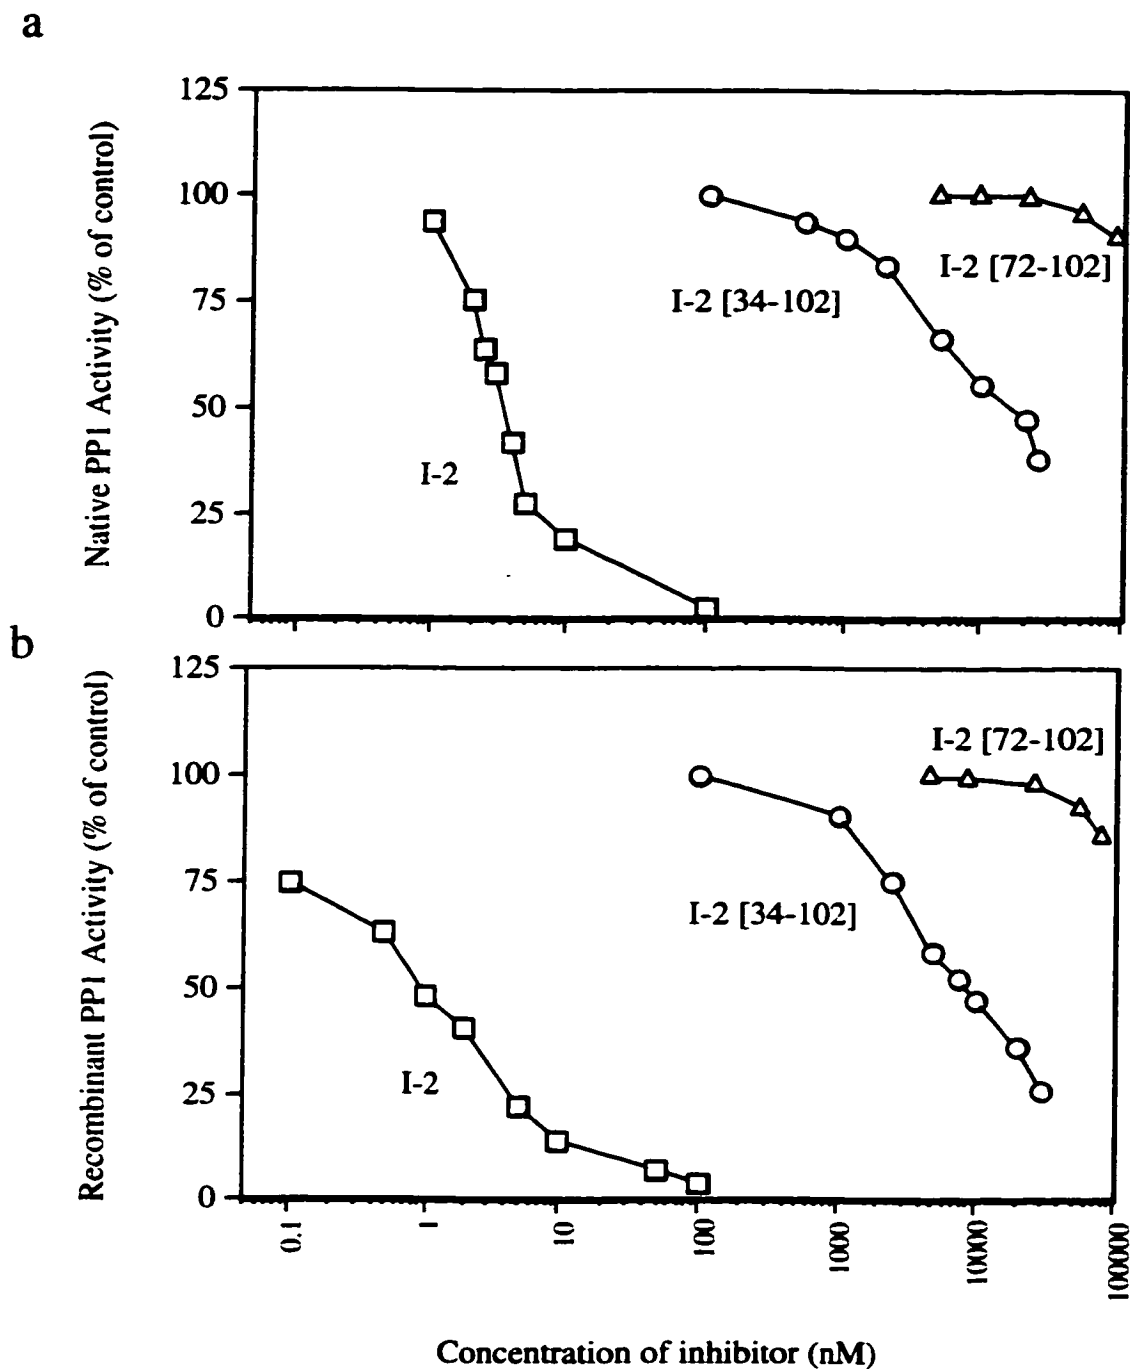 a
Native PP1 Activity (% of control)
125
100
75
50
25
0
I-2
I-2 [34-102]
I-2 [72-102]
b
Recombinant PP1 Activity (% of control)
125
100
75
50
25
0
I-2
I-2 [34-102]
I-2 [72-102]
0.1
1
10
100
1000
10000
100000
Concentration of inhibitor (nM)